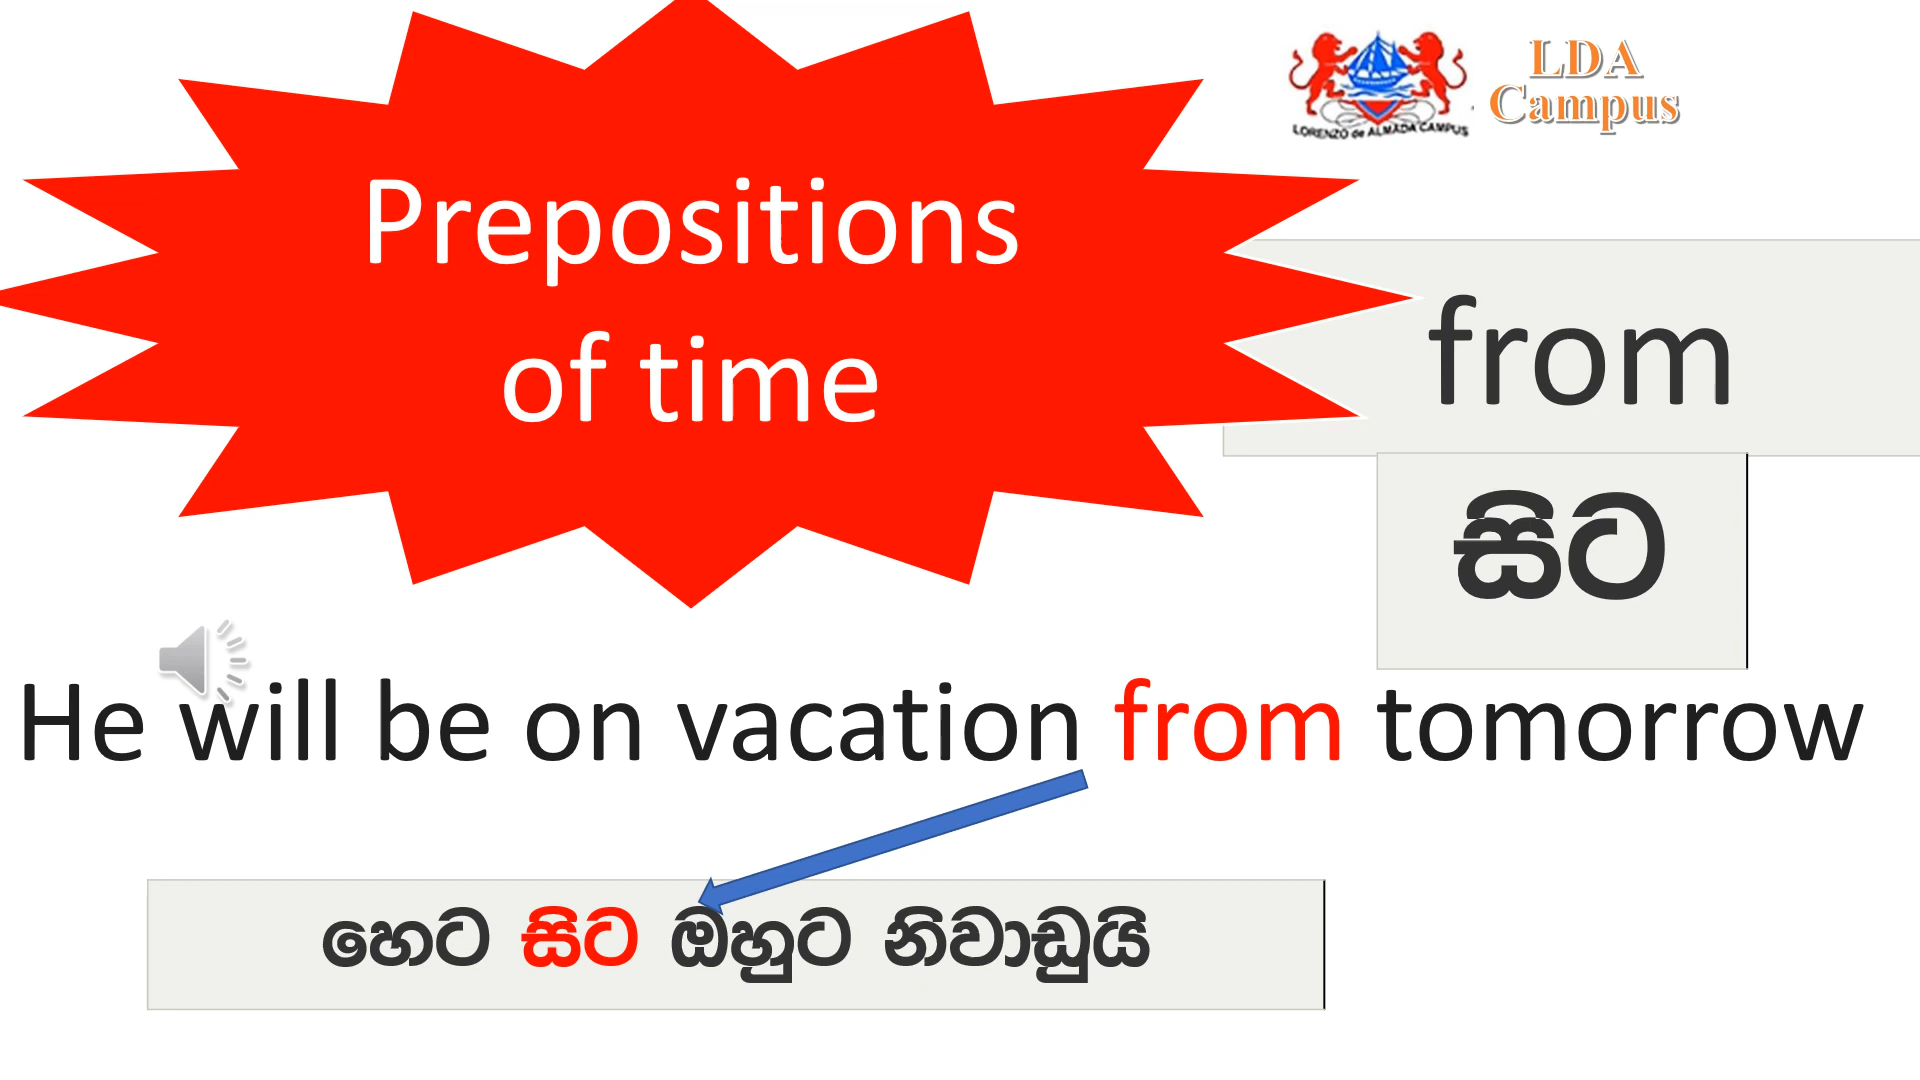 Prepositions
of time
LORENZO de ALMADA CAMPUS
LDA
Campus
from
සිට
He will be on vacation from tomorrow
හෙට සිට ඔහුට නිවාඩුයි